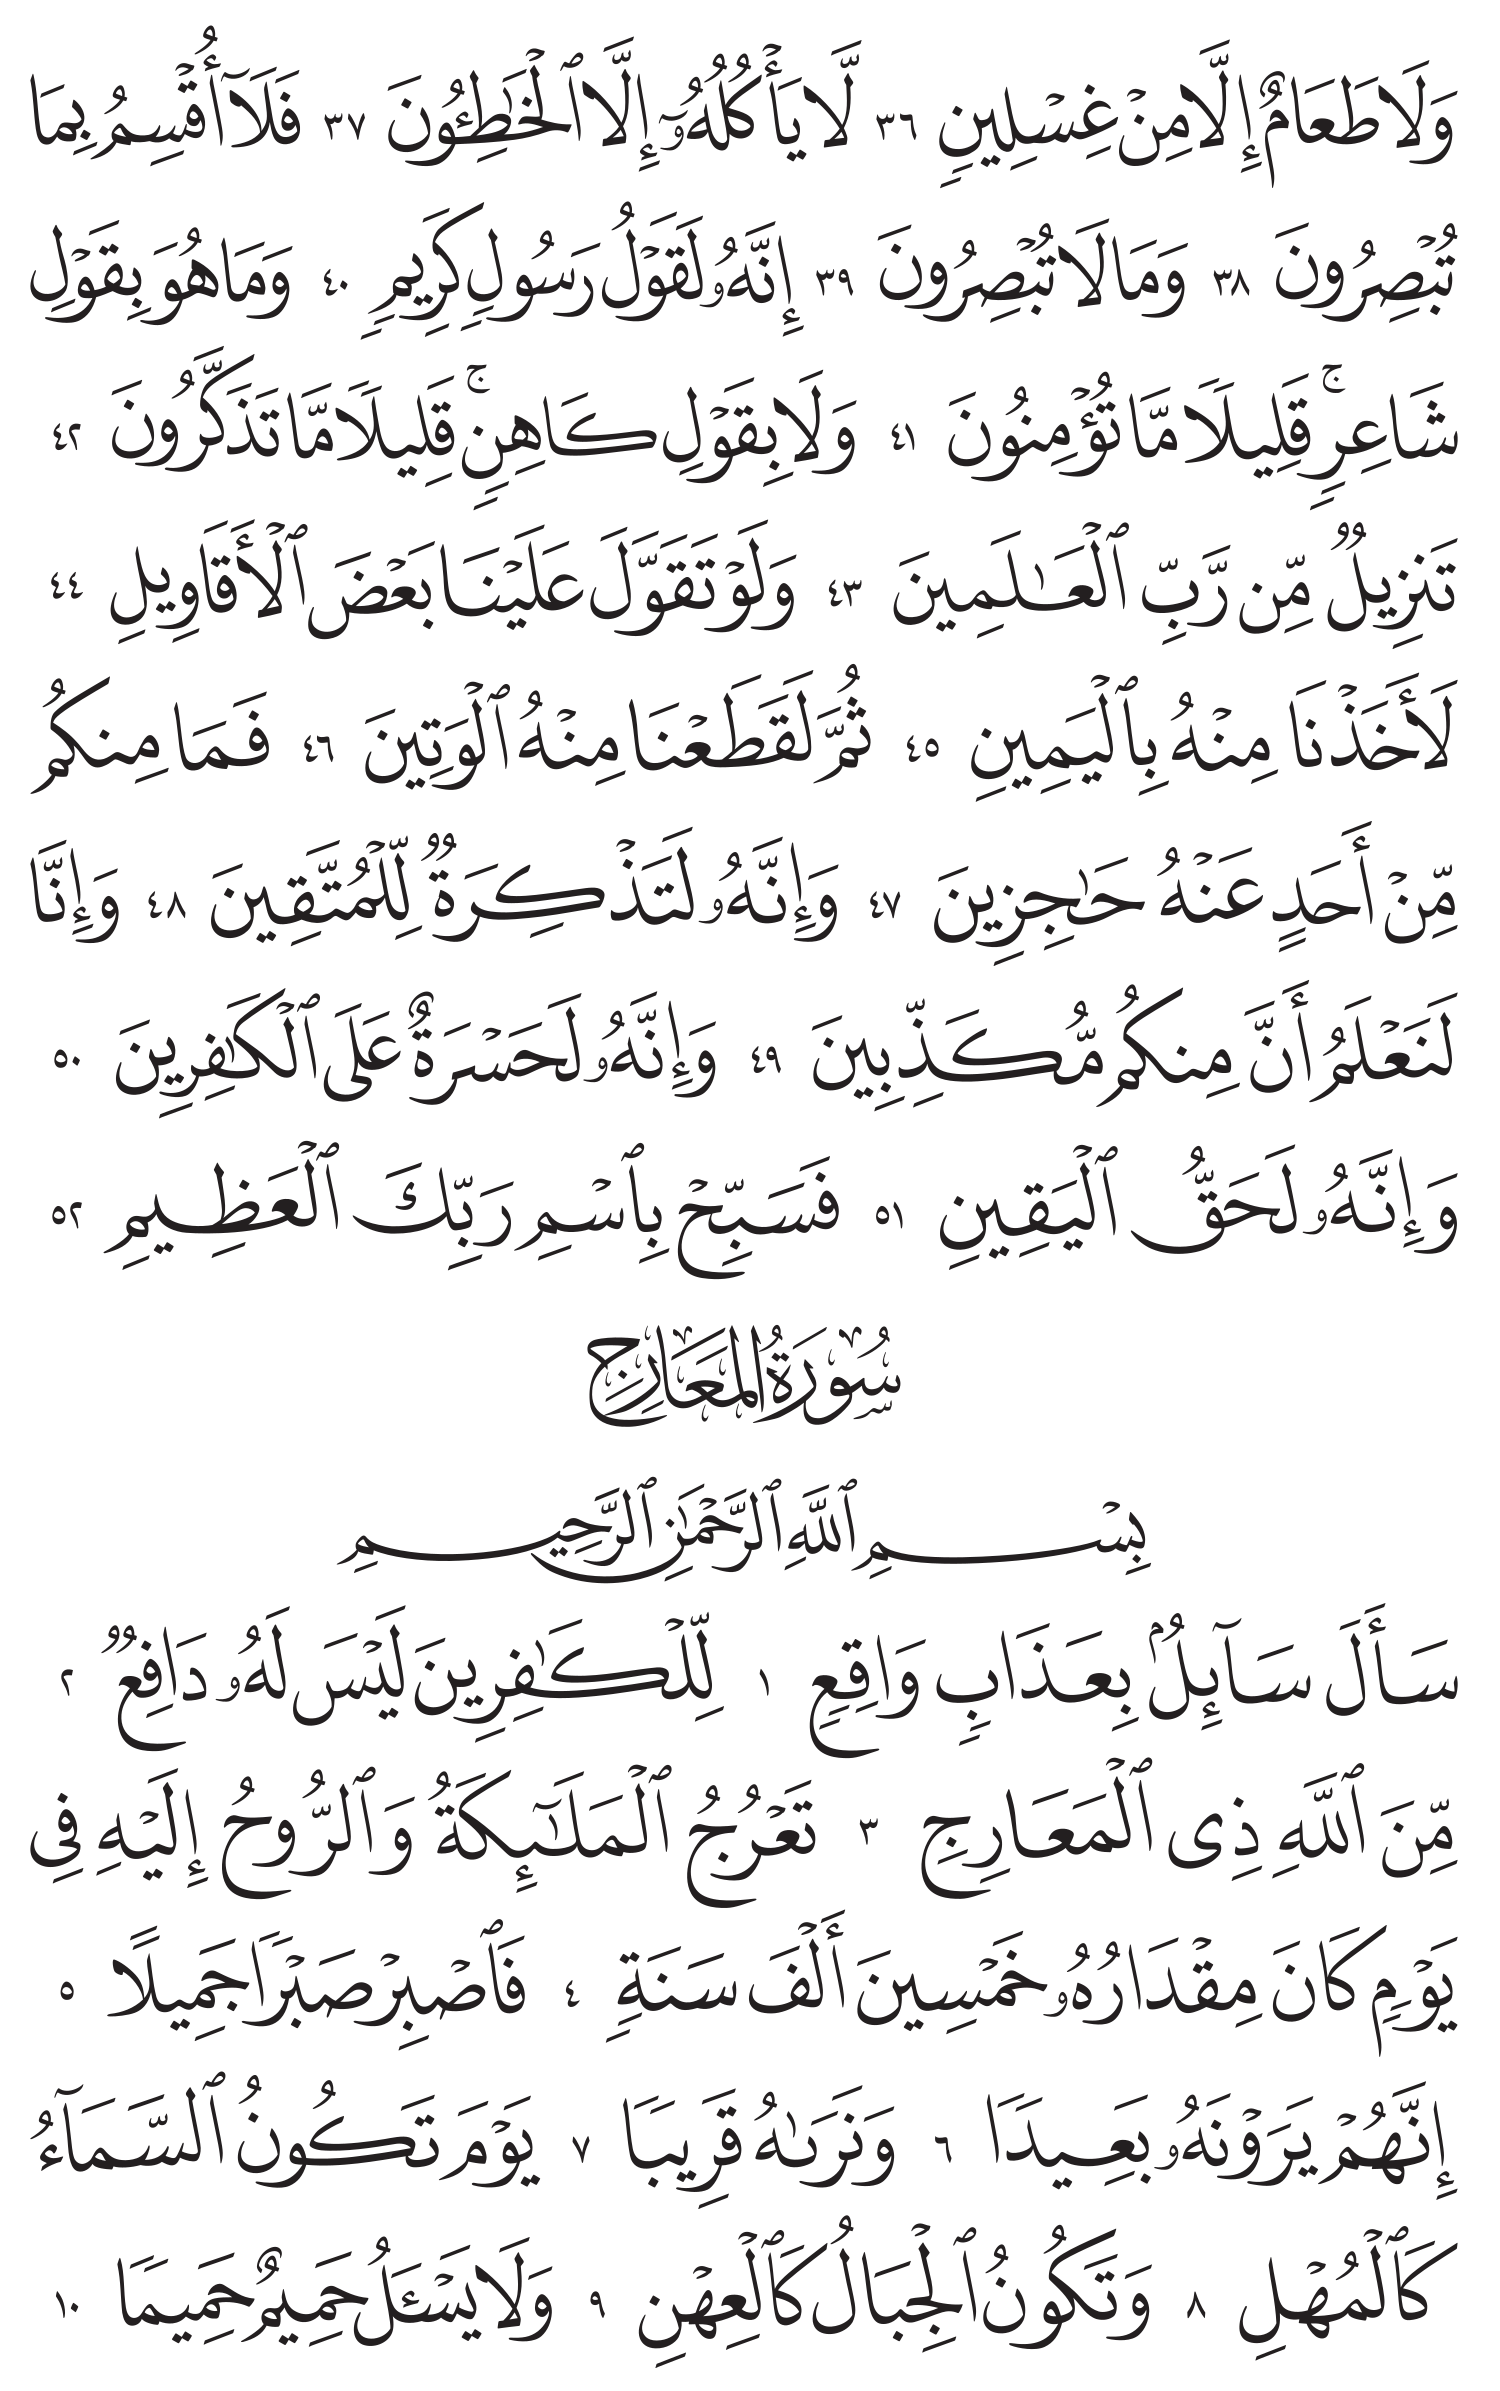 وَلَا طَعَامٌ إِلَّا مِنْ غِسْلِينٍ ٣٦ لَّا يَأْكُلُهُۥٓ إِلَّا ٱلْخَٰطِـُٔونَ ٣٧ فَلَآ أُقْسِمُ بِمَا
تُبْصِرُونَ ٣٨ وَمَا لَا تُبْصِرُونَ ٣٩ إِنَّهُۥ لَقَوْلُ رَسُولٍ كَرِيمٍ ٤٠ وَمَا هُوَ بِقَوْلِ
شَاعِرٍ ۚ قَلِيلًا مَّا تُؤْمِنُونَ ٤١ وَلَا بِقَوْلِ كَاهِنٍ ۚ قَلِيلًا مَّا تَذَكَّرُونَ ٤٢
تَنزِيلٌ مِّن رَّبِّ ٱلْعَٰلَمِينَ ٤٣ وَلَوْ تَقَوَّلَ عَلَيْنَا بَعْضَ ٱلْأَقَاوِيلِ ٤٤
لَأَخَذْنَا مِنْهُ بِٱلْيَمِينِ ٤٥ ثُمَّ لَقَطَعْنَا مِنْهُ ٱلْوَتِينَ ٤٦ فَمَا مِنكُم
مِّنْ أَحَدٍ عَنْهُ حَٰجِزِينَ ٤٧ وَإِنَّهُۥ لَتَذْكِرَةٌ لِّلْمُتَّقِينَ ٤٨ وَإِنَّا
لَنَعْلَمُ أَنَّ مِنكُم مُّكَذِّبِينَ ٤٩ وَإِنَّهُۥ لَحَسْرَةٌ عَلَى ٱلْكَٰفِرِينَ ٥٠
وَإِنَّهُۥ لَحَقُّ ٱلْيَقِينِ ٥١ فَسَبِّحْ بِٱسْمِ رَبِّكَ ٱلْعَظِيمِ ٥٢
سُورَةُ المَعَارِجِ
بِسْمِ ٱللَّهِ ٱلرَّحْمَٰنِ ٱلرَّحِيمِ
سَأَلَ سَآئِلٌۢ بِعَذَابٍ وَاقِعٍ ١ لِّلْكَٰفِرِينَ لَيْسَ لَهُۥ دَافِعٌ ٢
مِّنَ ٱللَّهِ ذِى ٱلْمَعَارِجِ ٣ تَعْرُجُ ٱلْمَلَٰٓئِكَةُ وَٱلرُّوحُ إِلَيْهِ فِى
يَوْمٍ كَانَ مِقْدَارُهُۥ خَمْسِينَ أَلْفَ سَنَةٍ ٤ فَٱصْبِرْ صَبْرًا جَمِيلًا ٥
إِنَّهُمْ يَرَوْنَهُۥ بَعِيدًا ٦ وَنَرَىٰهُ قَرِيبًا ٧ يَوْمَ تَكُونُ ٱلسَّمَآءُ
كَٱلْمُهْلِ ٨ وَتَكُونُ ٱلْجِبَالُ كَٱلْعِهْنِ ٩ وَلَا يَسْـَٔلُ حَمِيمٌ حَمِيمًا ١٠